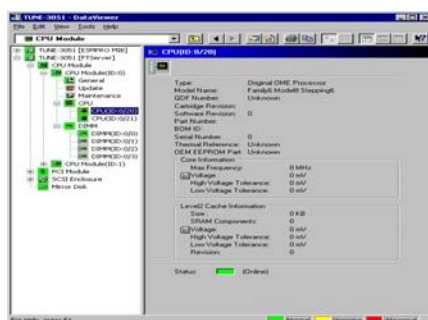 TUNE-3051 - DataViewer
File Edit View Tools Help
CPU Module
TUNE-3051 [ESMPRO MIB]
TUNE-3051 [FTServer]
CPU Module
CPU Module(ID:0)
General
Update
Maintenance
CPU
CPU(ID:0/20)
CPU(ID:0/21)
DIMM
DIMM(ID:0/0)
DIMM(ID:0/1)
DIMM(ID:0/2)
DIMM(ID:0/3)
CPU Module(ID:1)
PCI Module
SCSI Enclosure
Mirror Disk
CPU(ID:0/20)
Type: Original OME Processor
Model Name: Family6 Model8 Stepping6
QDF Number: Unknown
Cartridge Revision:
Software Revision: 0
Part Number:
BOM ID:
Serial Number: 0
Thermal Reference: Unknown
OEM EEPROM Part: Unknown
Core Information
Max Frequency: 0 MHz
Voltage: 0 mV
High Voltage Tolerance: 0 mV
Low Voltage Tolerance: 0 mV
Level2 Cache Information
Size: 0 KB
SRAM Components: 0
Voltage: 0 mV
High Voltage Tolerance: 0 mV
Low Voltage Tolerance: 0 mV
Revision: 0
Status: (Online)